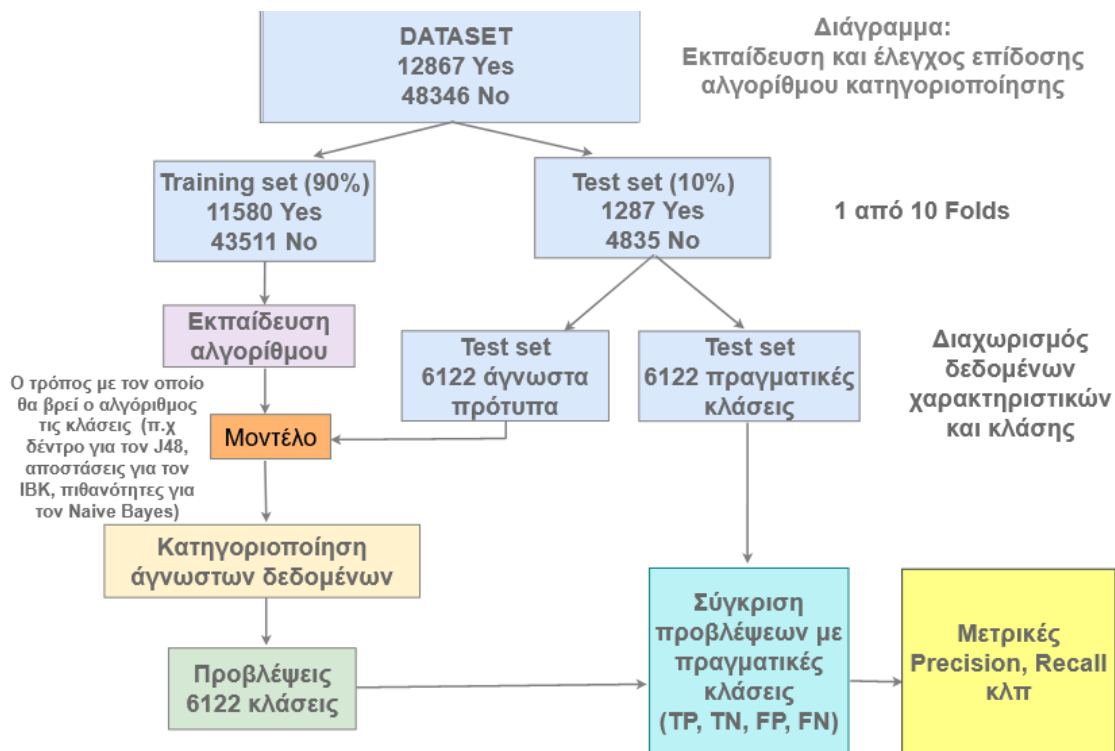 DATASET
12867 Yes
48346 No
Διάγραμμα:
Εκπαίδευση και έλεγχος επίδοσης
αλγορίθμου κατηγοριοποίησης
Training set (90%)
11580 Yes
43511 No
Test set (10%)
1287 Yes
4835 No
1 από 10 Folds
Εκπαίδευση
αλγορίθμου
Test set
6122 άγνωστα
πρότυπα
Test set
6122 πραγματικές
κλάσεις
Διαχωρισμός
δεδομένων
χαρακτηριστικών
και κλάσης
Ο τρόπος με τον οποίο
θα βρεί ο αλγόριθμος
τις κλάσεις (π.χ
δέντρο για τον J48,
αποστάσεις για τον
IBK, πιθανότητες για
τον Naive Bayes)
Μοντέλο
Κατηγοριοποίηση
άγνωστων δεδομένων
Προβλέψεις
6122 κλάσεις
Σύγκριση
προβλέψεων με
πραγματικές
κλάσεις
(TP, TN, FP, FN)
Μετρικές
Precision, Recall
κλπ